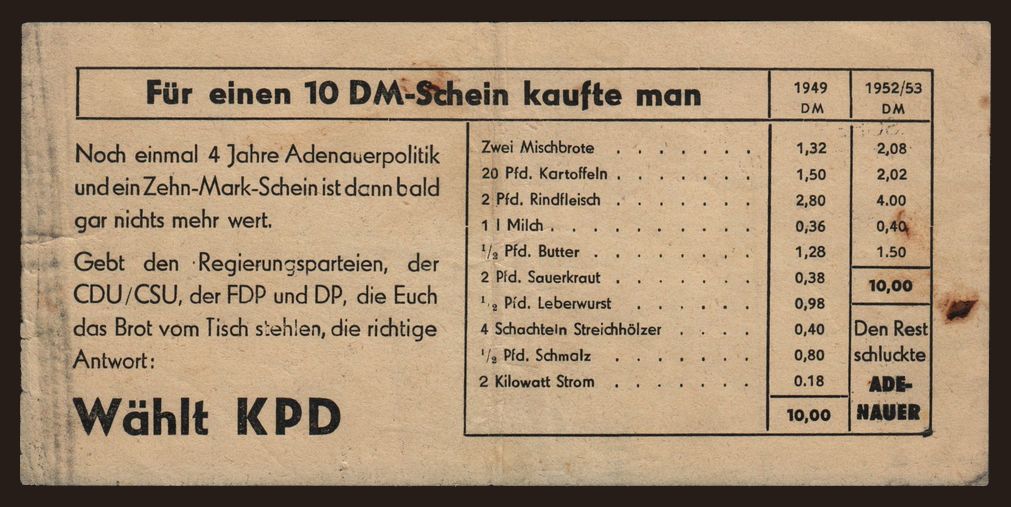 Für einen 10 DM-Schein kaufte man 1949 DM 1952/53 DM
Noch einmal 4 Jahre Adenauerpolitik
und ein Zehn-Mark-Schein ist dann bald
gar nichts mehr wert.
Gebt den Regierungsparteien, der
CDU/CSU, der FDP und DP, die Euch
das Brot vom Tisch stehlen, die richtige
Antwort:
Wählt KPD
Zwei Mischbrote . . . . . . 1,32 2,08
20 Pfd. Kartoffeln . . . . . . 1,50 2,02
2 Pfd. Rindfleisch . . . . . . 2,80 4.00
1 l Milch . . . . . . . . 0,36 0,40
1/2 Pfd. Butter . . . . . . . 1,28 1.50
2 Pfd. Sauerkraut . . . . . . 0,38
1/2 Pfd. Leberwurst . . . . . . 0,98
4 Schachteln Streichhölzer . . . . 0,40
1/2 Pfd. Schmalz . . . . . . 0,80
2 Kilowatt Strom . . . . . . 0.18
10,00
10,00
Den Rest
schluckte
ADE-
NAUER